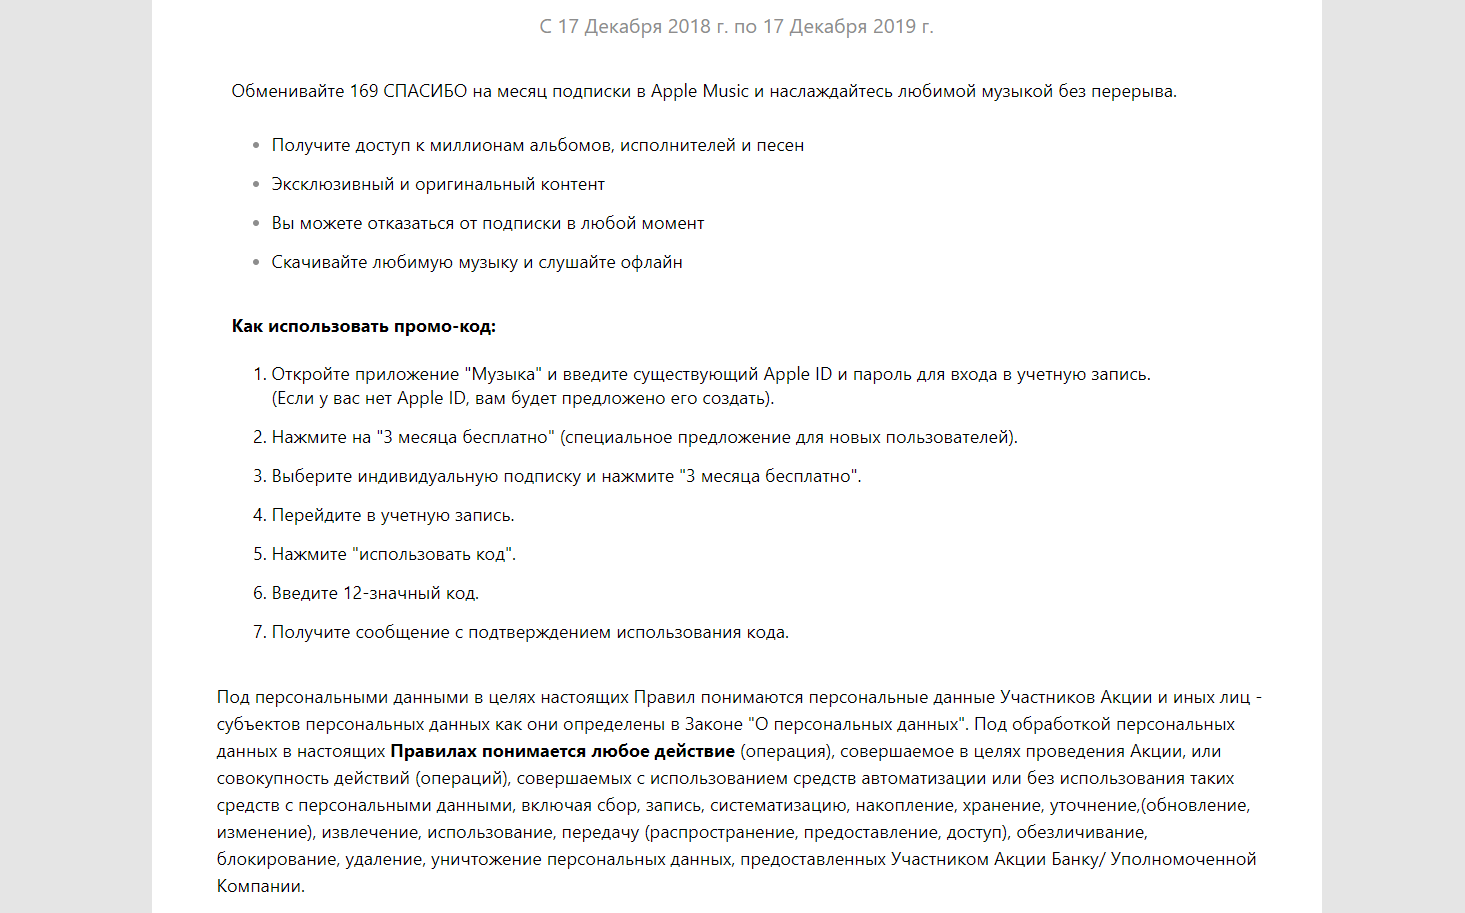 С 17 Декабря 2018 г. по 17 Декабря 2019 г.
Обменивайте 169 СПАСИБО на месяц подписки в Apple Music и наслаждайтесь любимой музыкой без перерыва.
• Получите доступ к миллионам альбомов, исполнителей и песен
• Эксклюзивный и оригинальный контент
• Вы можете отказаться от подписки в любой момент
• Скачивайте любимую музыку и слушайте офлайн
Как использовать промо-код:
1. Откройте приложение "Музыка" и введите существующий Apple ID и пароль для входа в учетную запись.
(Если у вас нет Apple ID, вам будет предложено его создать).
2. Нажмите на "3 месяца бесплатно" (специальное предложение для новых пользователей).
3. Выберите индивидуальную подписку и нажмите "3 месяца бесплатно".
4. Перейдите в учетную запись.
5. Нажмите "использовать код".
6. Введите 12-значный код.
7. Получите сообщение с подтверждением использования кода.
Под персональными данными в целях настоящих Правил понимаются персональные данные Участников Акции и иных лиц -
субъектов персональных данных как они определены в Законе "О персональных данных". Под обработкой персональных
данных в настоящих Правилах понимается любое действие (операция), совершаемое в целях проведения Акции, или
совокупность действий (операций), совершаемых с использованием средств автоматизации или без использования таких
средств с персональными данными, включая сбор, запись, систематизацию, накопление, хранение, уточнение,(обновление,
изменение), извлечение, использование, передачу (распространение, предоставление, доступ), обезличивание,
блокирование, удаление, уничтожение персональных данных, предоставленных Участником Акции Банку/ Уполномоченной
Компании.